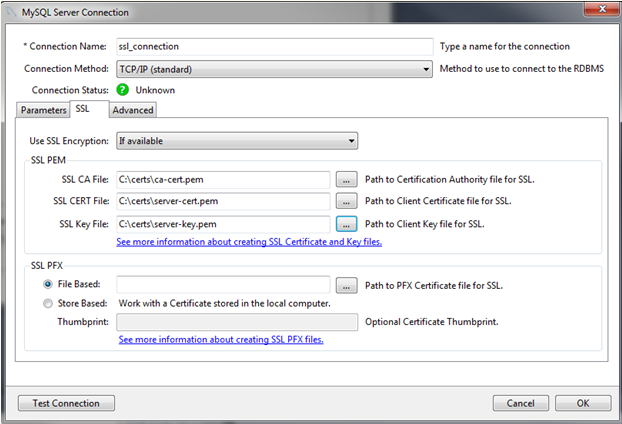 MySQL Server Connection
* Connection Name: ssl_connection Type a name for the connection
Connection Method: TCP/IP (standard) Method to use to connect to the RDBMS
Connection Status: ? Unknown
Parameters SSL Advanced
Use SSL Encryption: If available
SSL PEM
SSL CA File: C:\certs\ca-cert.pem ... Path to Certification Authority file for SSL.
SSL CERT File: C:\certs\server-cert.pem ... Path to Client Certificate file for SSL.
SSL Key File: C:\certs\server-key.pem ... Path to Client Key file for SSL.
See more information about creating SSL Certificate and Key files.
SSL PFX
File Based: ... Path to PFX Certificate file for SSL.
Store Based: Work with a Certificate stored in the local computer.
Thumbprint: Optional Certificate Thumbprint.
See more information about creating SSL PFX files.
Test Connection Cancel OK